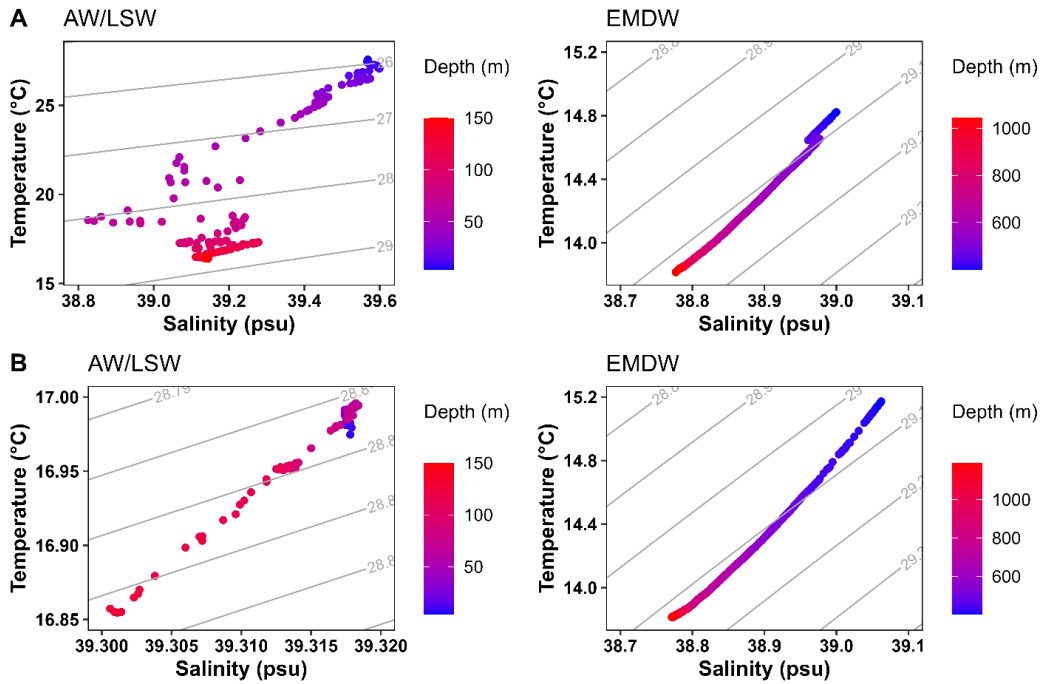 A AW/LSW
Temperature (°C)
25
20
15
38.8 39.0 39.2 39.4 39.6
Salinity (psu)
26
27
28
29
Depth (m)
150
100
50
EMDW
Temperature (°C)
15.2
14.8
14.4
14.0
38.7 38.8 38.9 39.0 39.1
Salinity (psu)
Depth (m)
1000
800
600
B AW/LSW
Temperature (°C)
17.00
16.95
16.90
16.85
39.300 39.305 39.310 39.315 39.320
Salinity (psu)
28.79
Depth (m)
150
100
50
EMDW
Temperature (°C)
15.2
14.8
14.4
14.0
38.7 38.8 38.9 39.0 39.1
Salinity (psu)
Depth (m)
1000
800
600